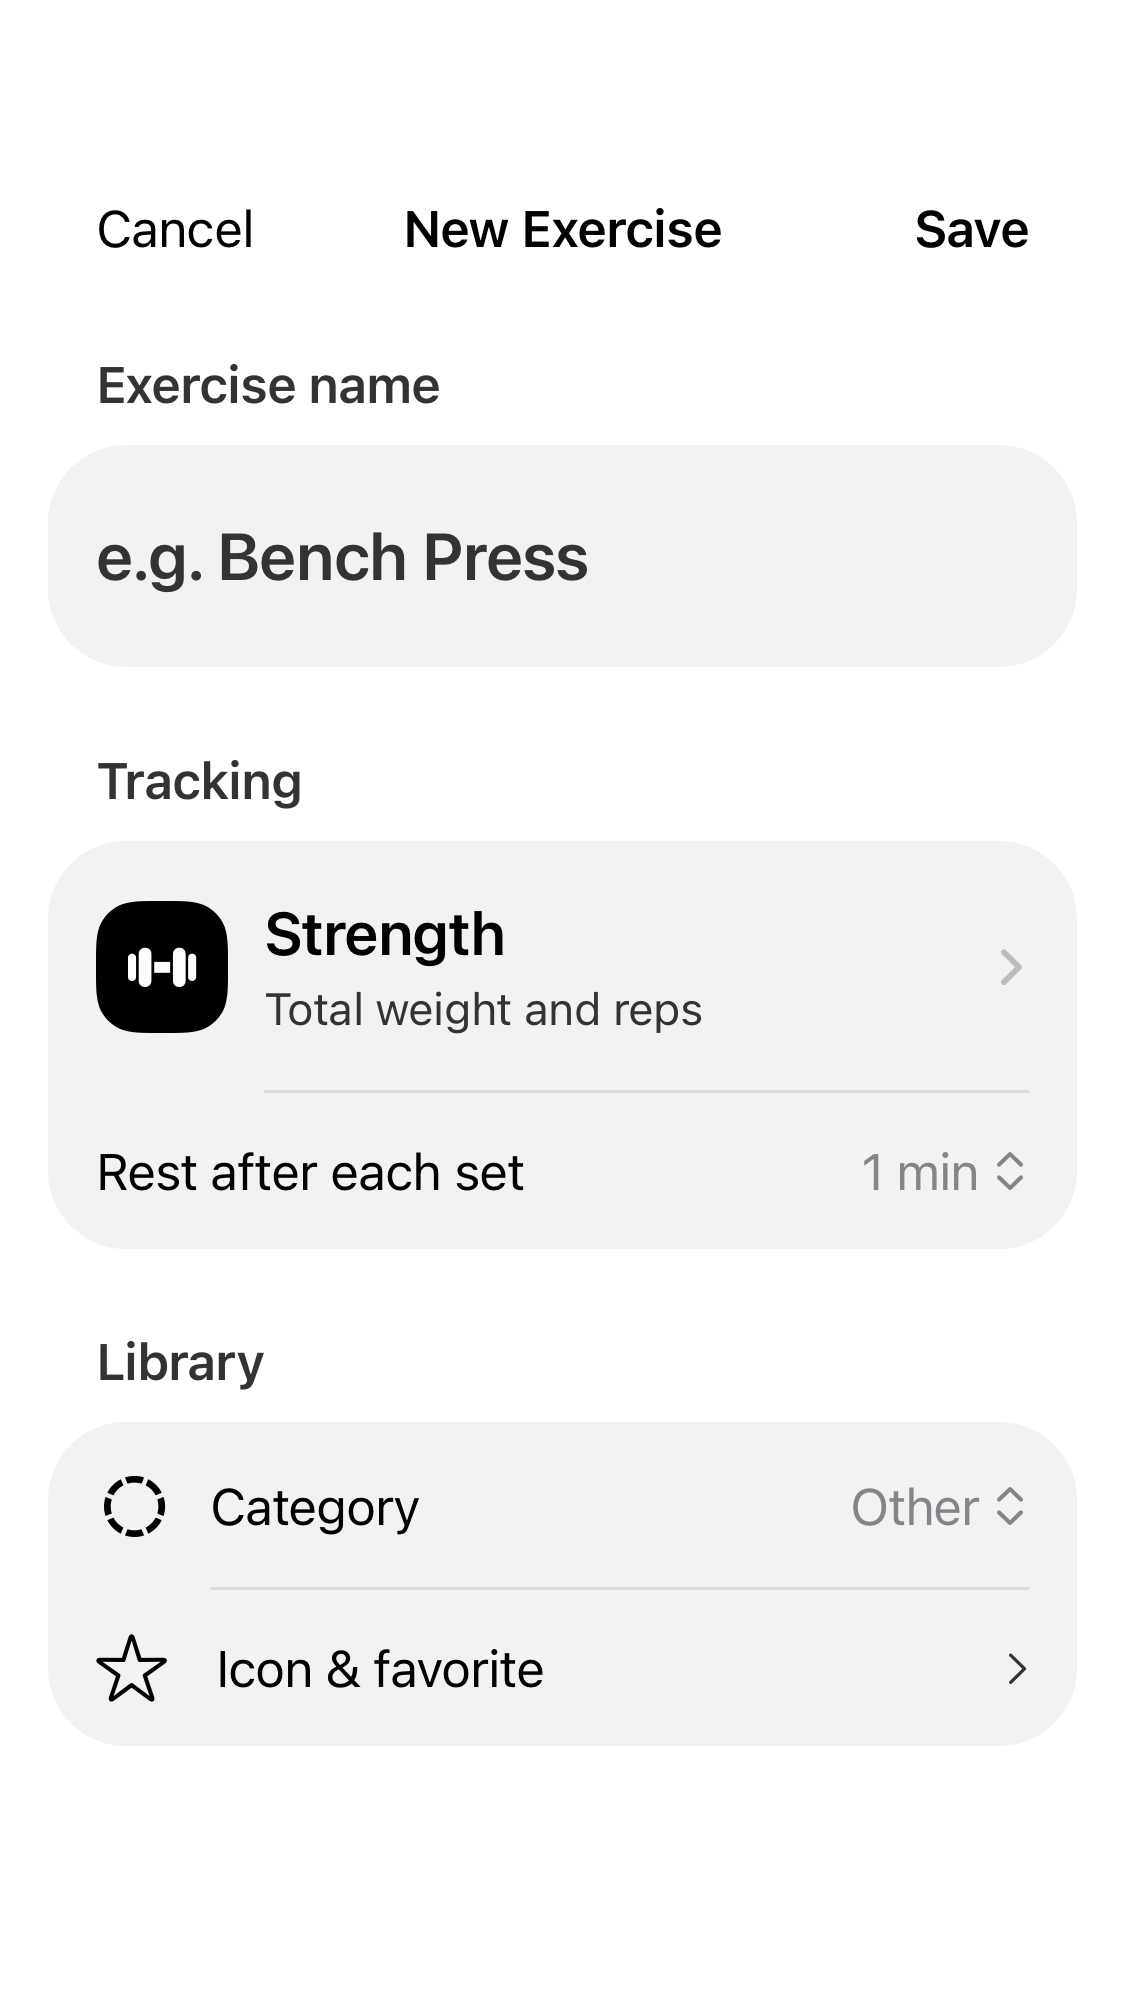 Cancel
New Exercise
Save
Exercise name
e.g. Bench Press
Tracking
Strength
Total weight and reps
Rest after each set
1 min
Library
Category
Other
Icon & favorite